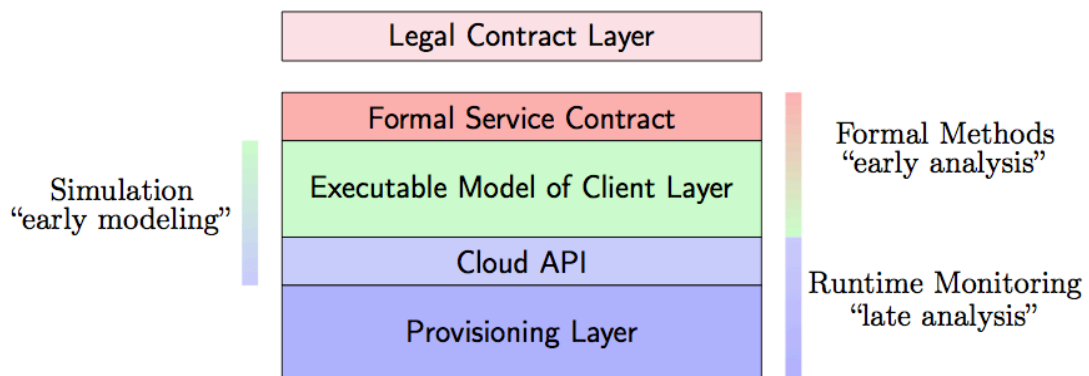 Legal Contract Layer
Formal Service Contract
Executable Model of Client Layer
Cloud API
Provisioning Layer
Simulation
“early modeling”
Formal Methods
“early analysis”
Runtime Monitoring
“late analysis”